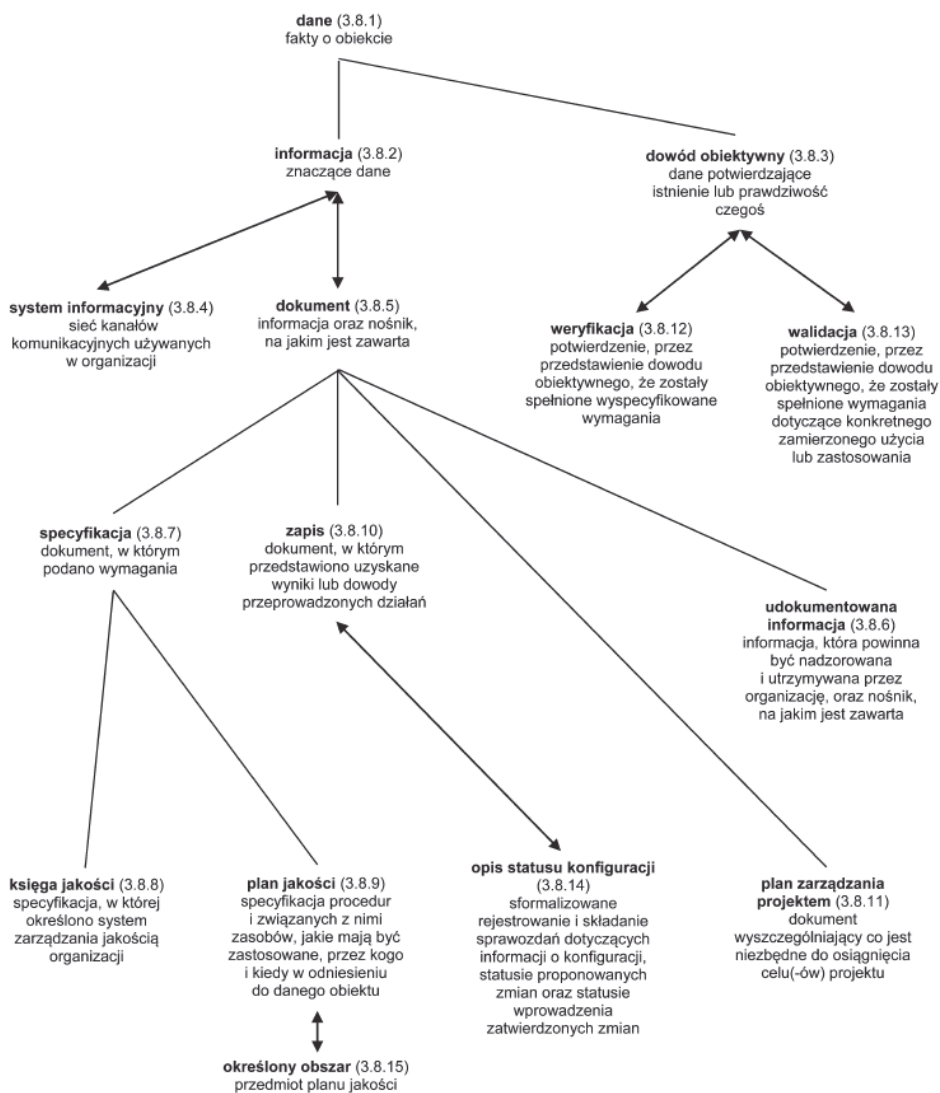 dane (3.8.1)
fakty o obiekcie
informacja (3.8.2)
znaczące dane
dowód obiektywny (3.8.3)
dane potwierdzające
istnienie lub prawdziwość
czegoś
system informacyjny (3.8.4)
sieć kanałów
komunikacyjnych używanych
w organizacji
dokument (3.8.5)
informacja oraz nośnik,
na jakim jest zawarta
weryfikacja (3.8.12)
potwierdzenie, przez
przedstawienie dowodu
obiektywnego, że zostały
spełnione wyspecyfikowane
wymagania
walidacja (3.8.13)
potwierdzenie, przez
przedstawienie dowodu
obiektywnego, że zostały
spełnione wymagania
dotyczące konkretnego
zamierzonego użycia
lub zastosowania
specyfikacja (3.8.7)
dokument, w którym
podano wymagania
zapis (3.8.10)
dokument, w którym
przedstawiono uzyskane
wyniki lub dowody
przeprowadzonych działań
udokumentowana
informacja (3.8.6)
informacja, która powinna
być nadzorowana
i utrzymywana przez
organizację, oraz nośnik,
na jakim jest zawarta
księga jakości (3.8.8)
specyfikacja, w której
określono system
zarządzania jakością
organizacji
plan jakości (3.8.9)
specyfikacja procedur
i związanych z nimi
zasobów, jakie mają być
zastosowane, przez kogo
i kiedy w odniesieniu
do danego obiektu
opis statusu konfiguracji
(3.8.14)
sformalizowane
rejestrowanie i składanie
sprawozdań dotyczących
informacji o konfiguracji,
statusie proponowanych
zmian oraz statusie
wprowadzenia
zatwierdzonych zmian
plan zarządzania
projektem (3.8.11)
dokument
wyszczególniający co jest
niezbędne do osiągnięcia
celu(-ów) projektu
określony obszar (3.8.15)
przedmiot planu jakości